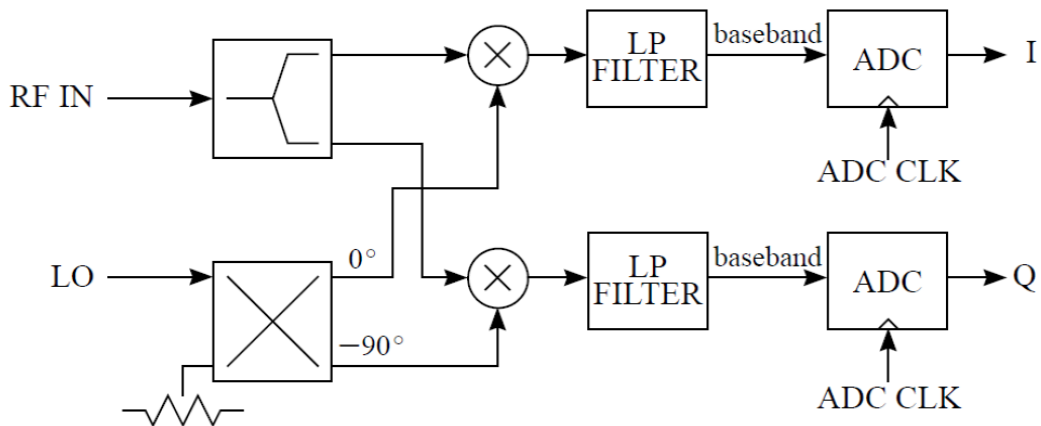 RF IN
LP
FILTER
baseband
ADC
I
ADC CLK
LO
0°
−90°
LP
FILTER
baseband
ADC
Q
ADC CLK